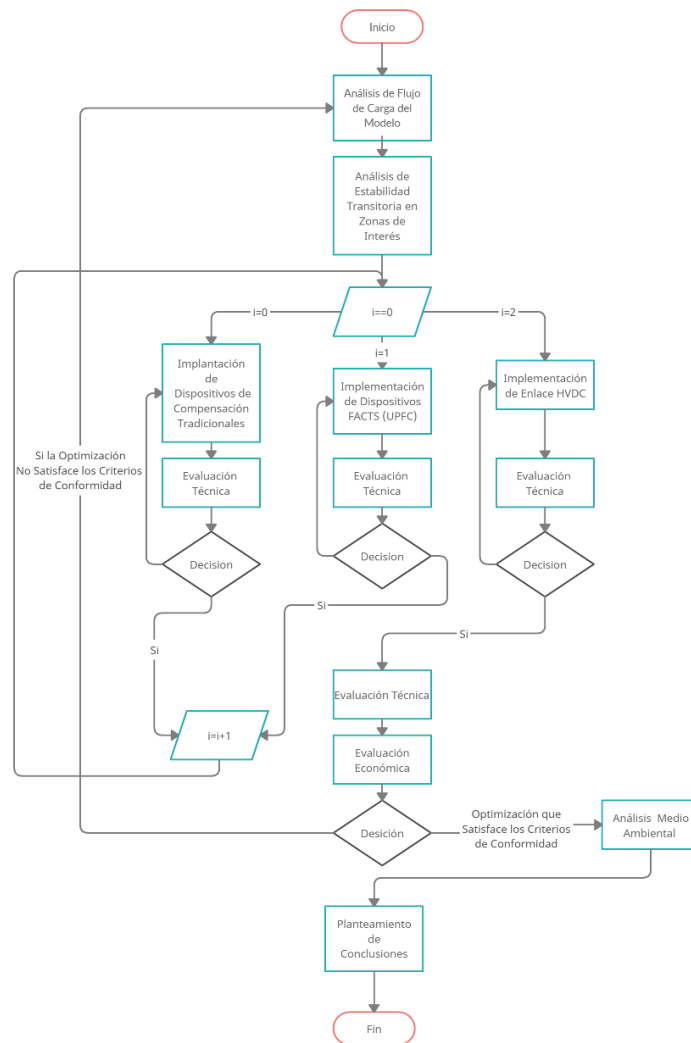 Inicio
Análisis de Flujo
de Carga del
Modelo
Análisis de
Estabilidad
Transitoria en
Zonas de
Interés
i==0
i=0
i=1
i=2
Implantación
de
Dispositivos de
Compensación
Tradicionales
Implementación
de Dispositivos
FACTS (UPFC)
Implementación
de Enlace HVDC
Si la Optimización
No Satisface los Criterios
de Conformidad
Evaluación
Técnica
Evaluación
Técnica
Evaluación
Técnica
Decision
Decision
Decision
Si
Si
Si
i=i+1
Evaluación Técnica
Evaluación
Económica
Desición
Optimización que
Satisface los Criterios
de Conformidad
Análisis Medio
Ambiental
Planteamiento
de
Conclusiones
Fin